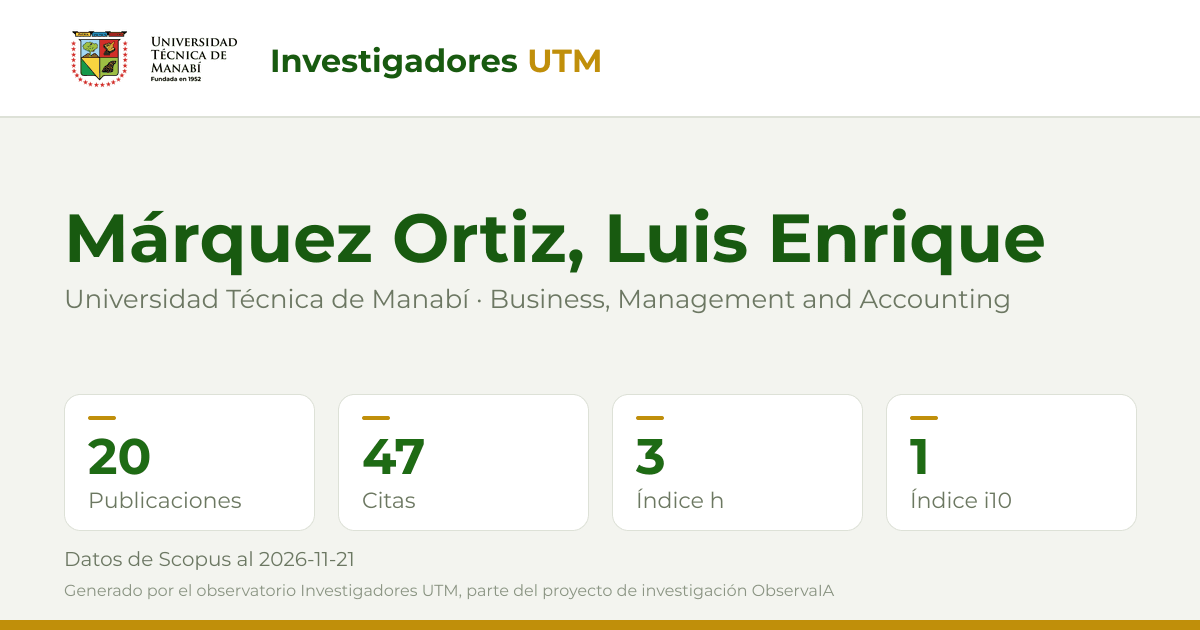 UNIVERSIDAD
TÉCNICA DE
MANABÍ
Fundada en 1952
Investigadores UTM
Márquez Ortiz, Luis Enrique
Universidad Técnica de Manabí · Business, Management and Accounting
20
Publicaciones
47
Citas
3
Índice h
1
Índice i10
Datos de Scopus al 2026-11-21
Generado por el observatorio Investigadores UTM, parte del proyecto de investigación ObservaIA